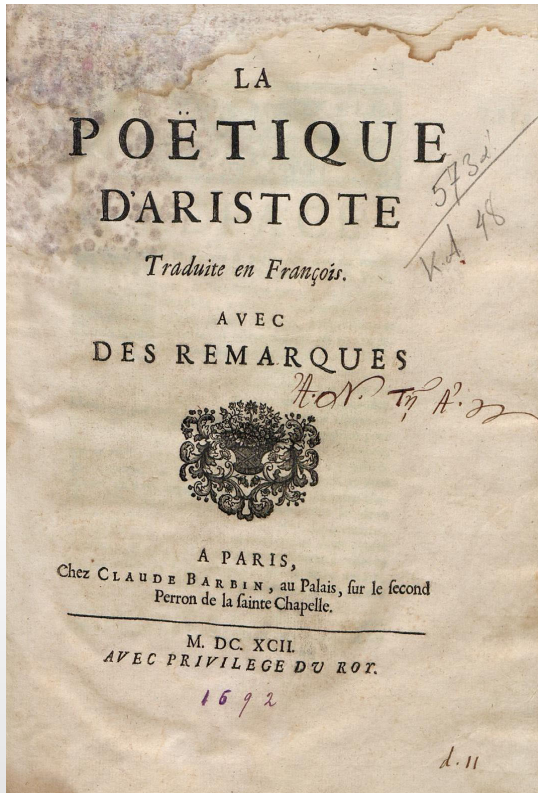 LA
POËTIQUE
D'ARISTOTE
Traduite en François.
AVEC
DES REMARQUES
A PARIS,
Chez CLAUDE BARBIN, au Palais, sur le second
Perron de la sainte Chapelle.
M. DC. XCII.
AVEC PRIVILEGE DU ROY.
1692
d. 11